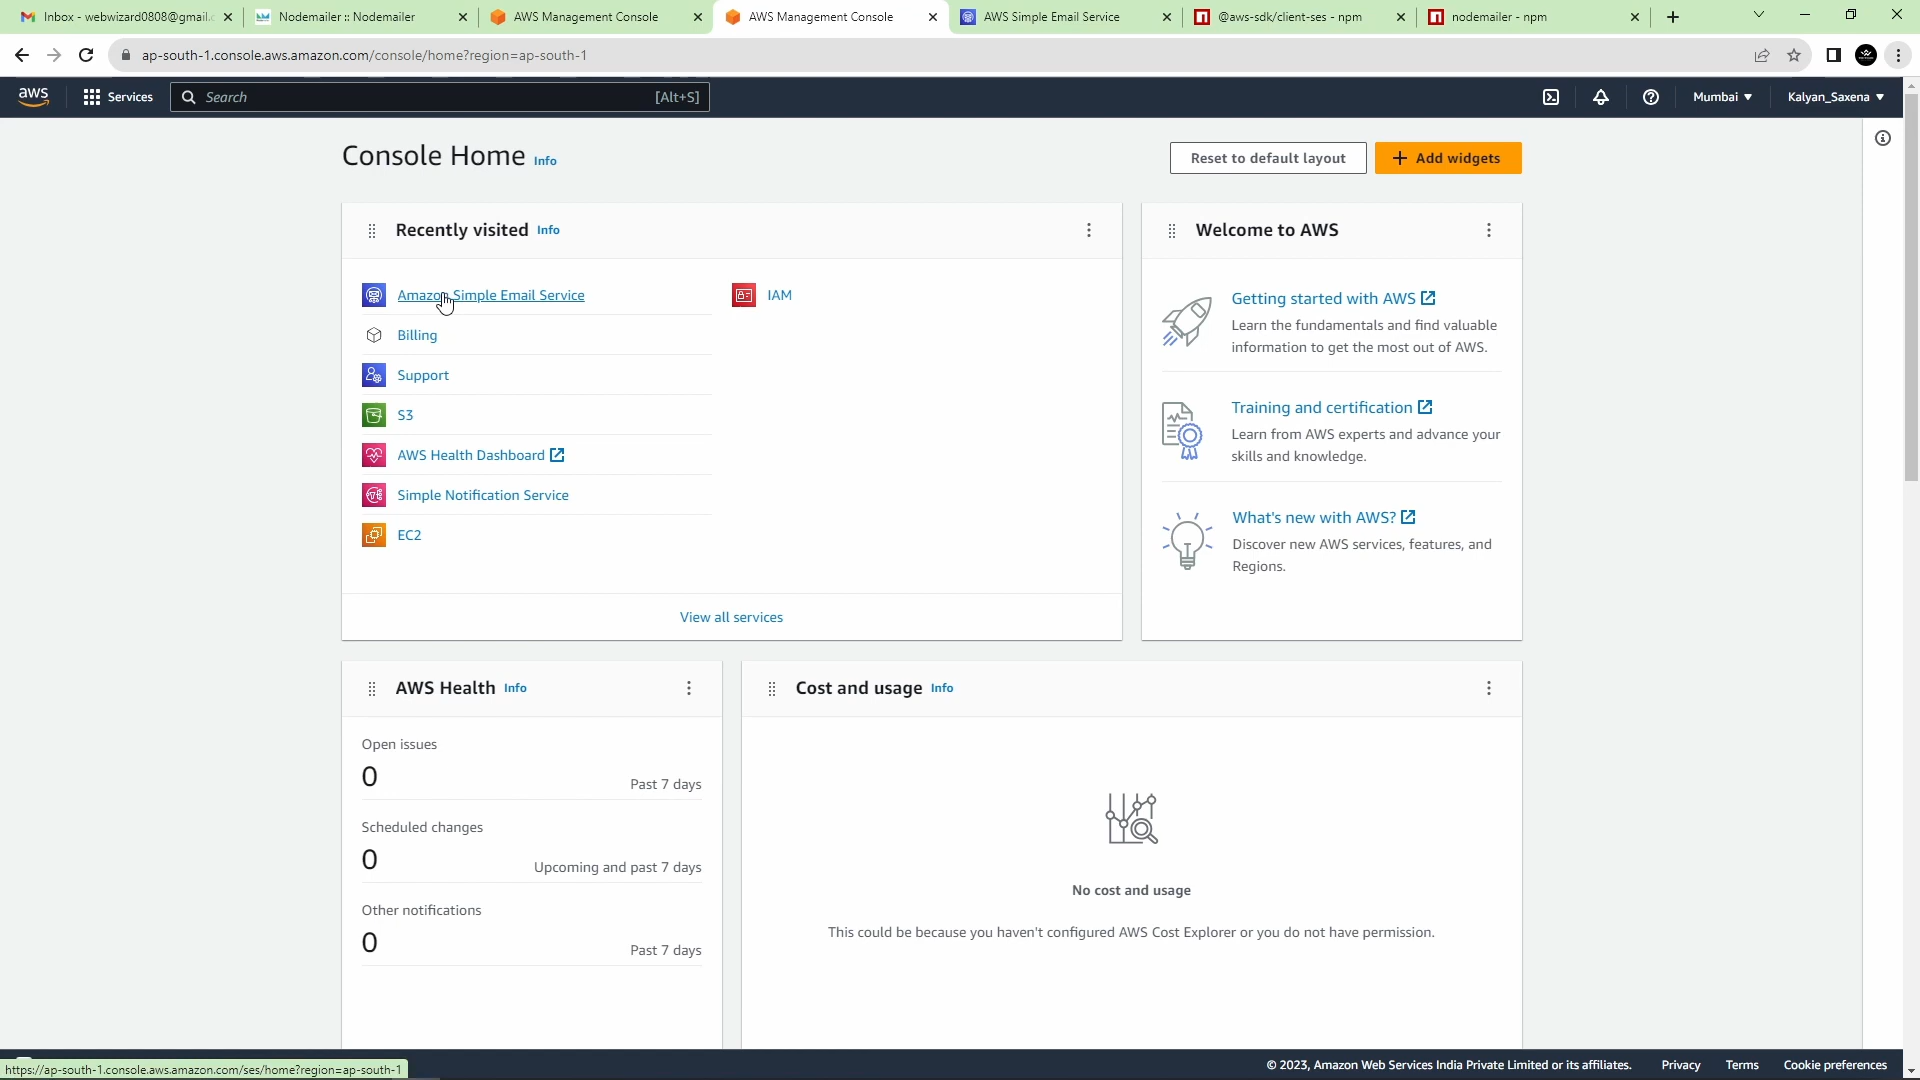 Inbox - webwizard0808@gmail.
Nodemailer :: Nodemailer
AWS Management Console
AWS Management Console
AWS Simple Email Service
@aws-sdk/client-ses - npm
nodemailer - npm
ap-south-1.console.aws.amazon.com/console/home?region=ap-south-1
aws
Services
Search
[Alt+S]
Mumbai
Kalyan_Saxena
Console Home Info
Reset to default layout
Add widgets
Recently visited Info
Amazon Simple Email Service
IAM
Billing
Support
S3
AWS Health Dashboard
Simple Notification Service
EC2
View all services
Welcome to AWS
Getting started with AWS
Learn the fundamentals and find valuable
information to get the most out of AWS.
Training and certification
Learn from AWS experts and advance your
skills and knowledge.
What's new with AWS?
Discover new AWS services, features, and
Regions.
AWS Health Info
Open issues
0
Past 7 days
Scheduled changes
0
Upcoming and past 7 days
Other notifications
0
Past 7 days
Cost and usage Info
No cost and usage
This could be because you haven't configured AWS Cost Explorer or you do not have permission.
https://ap-south-1.console.aws.amazon.com/ses/home?region=ap-south-1
© 2023, Amazon Web Services India Private Limited or its affiliates.
Privacy
Terms
Cookie preferences